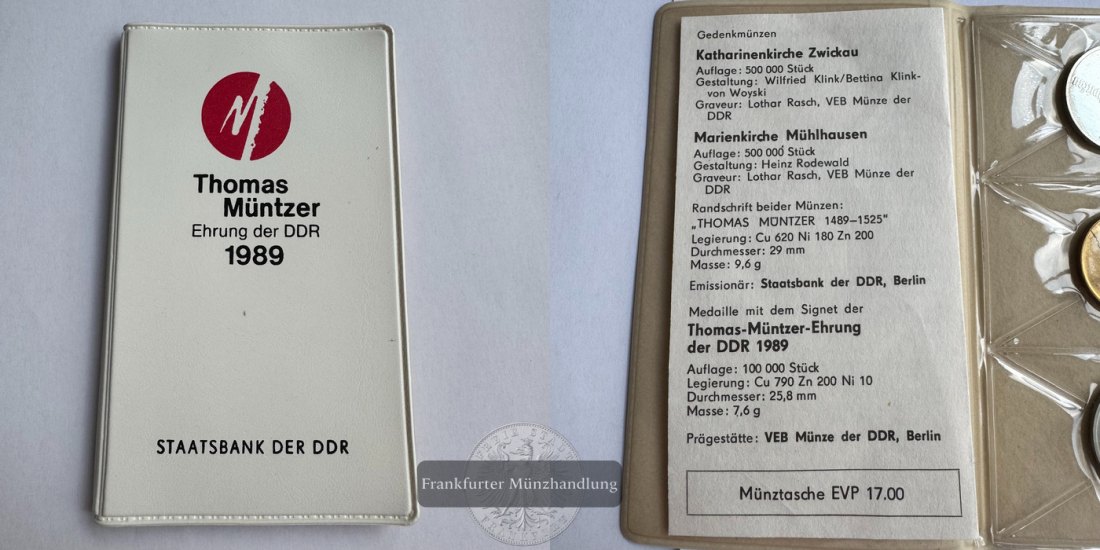 Thomas
Müntzer
Ehrung der DDR
1989
STAATSBANK DER DDR
Frankfurter Münzhandlung
Gedenkmünzen
Katharinenkirche Zwickau
Auflage: 500 000 Stück
Gestaltung: Wilfried Klink/Bettina Klink-
von Woyski
Graveur: Lothar Rasch, VEB Münze der
DDR
Marienkirche Mühlhausen
Auflage: 500 000 Stück
Gestaltung: Heinz Rodewald
Graveur: Lothar Rasch, VEB Münze der
DDR
Randschrift beider Münzen:
„THOMAS MÜNTZER 1489–1525"
Legierung: Cu 620 Ni 180 Zn 200
Durchmesser: 29 mm
Masse: 9,6 g
Emissionär: Staatsbank der DDR, Berlin
Medaille mit dem Signet der
Thomas-Müntzer-Ehrung
der DDR 1989
Auflage: 100 000 Stück
Legierung: Cu 790 Zn 200 Ni 10
Durchmesser: 25,8 mm
Masse: 7,6 g
Prägestätte: VEB Münze der DDR, Berlin
Münztasche EVP 17.00